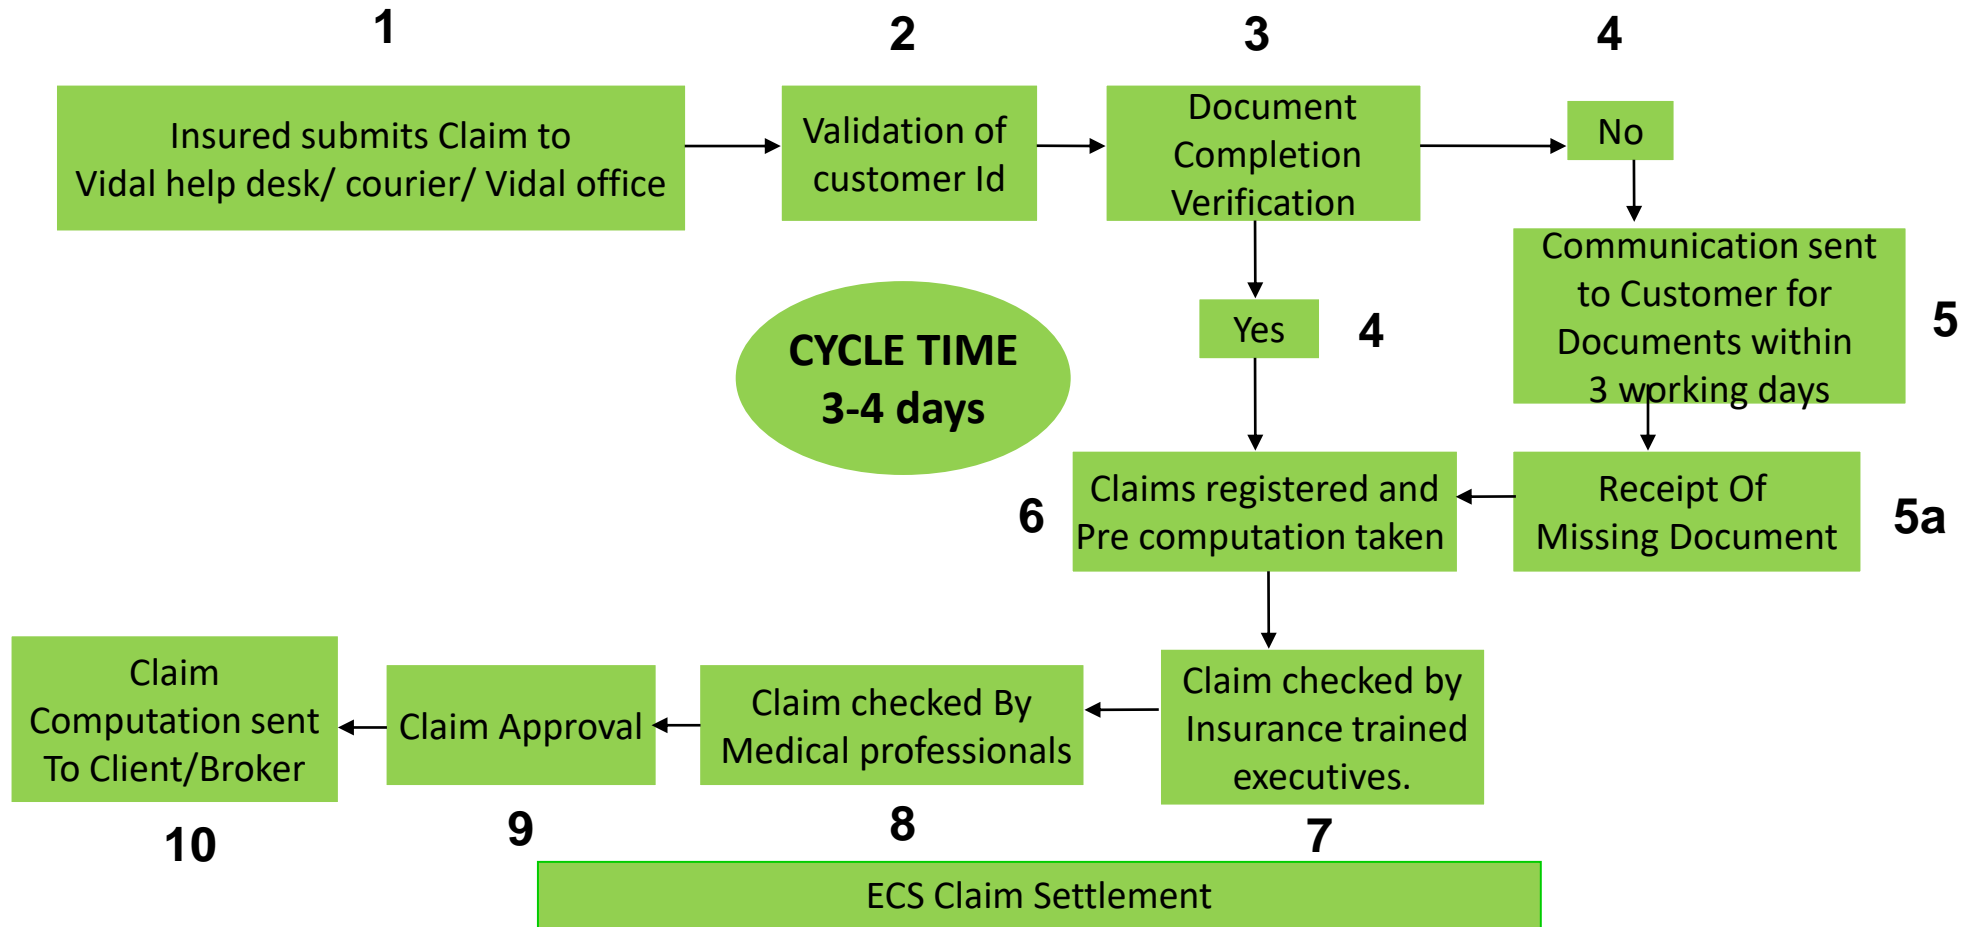 1
2
3
4
Insured submits Claim to
Vidal help desk/ courier/ Vidal office
Validation of
customer Id
Document
Completion
Verification
No
Communication sent
to Customer for
Documents within
3 working days
5
Yes
4
CYCLE TIME
3-4 days
6
Claims registered and
Pre computation taken
Receipt Of
Missing Document
5a
Claim
Computation sent
To Client/Broker
Claim Approval
Claim checked By
Medical professionals
Claim checked by
Insurance trained
executives.
10
9
8
7
ECS Claim Settlement